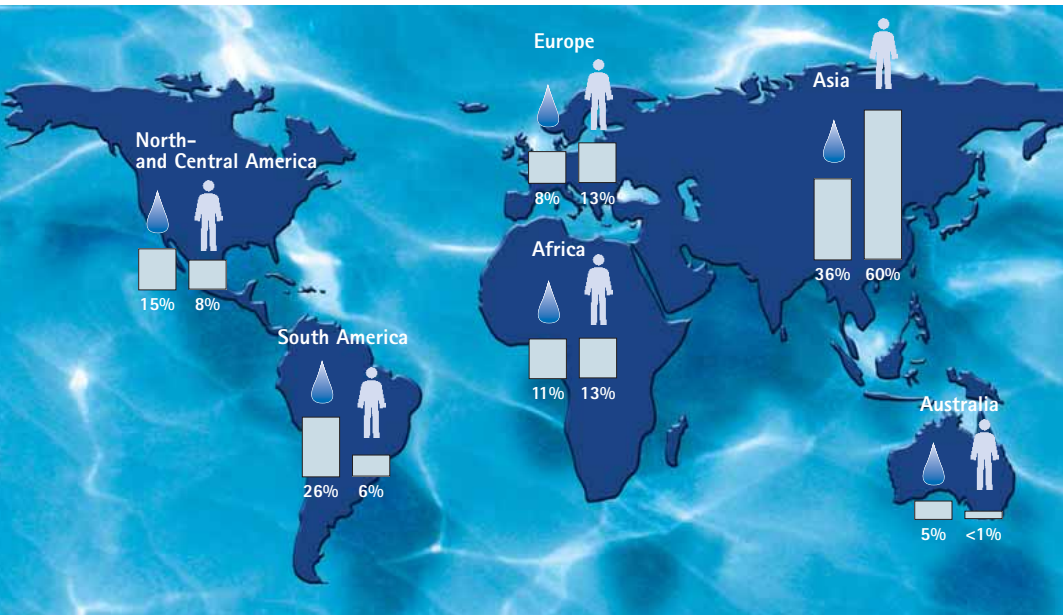 North-
and Central America
15% 8%
South America
26% 6%
Europe
8% 13%
Africa
11% 13%
Asia
36% 60%
Australia
5% <1%